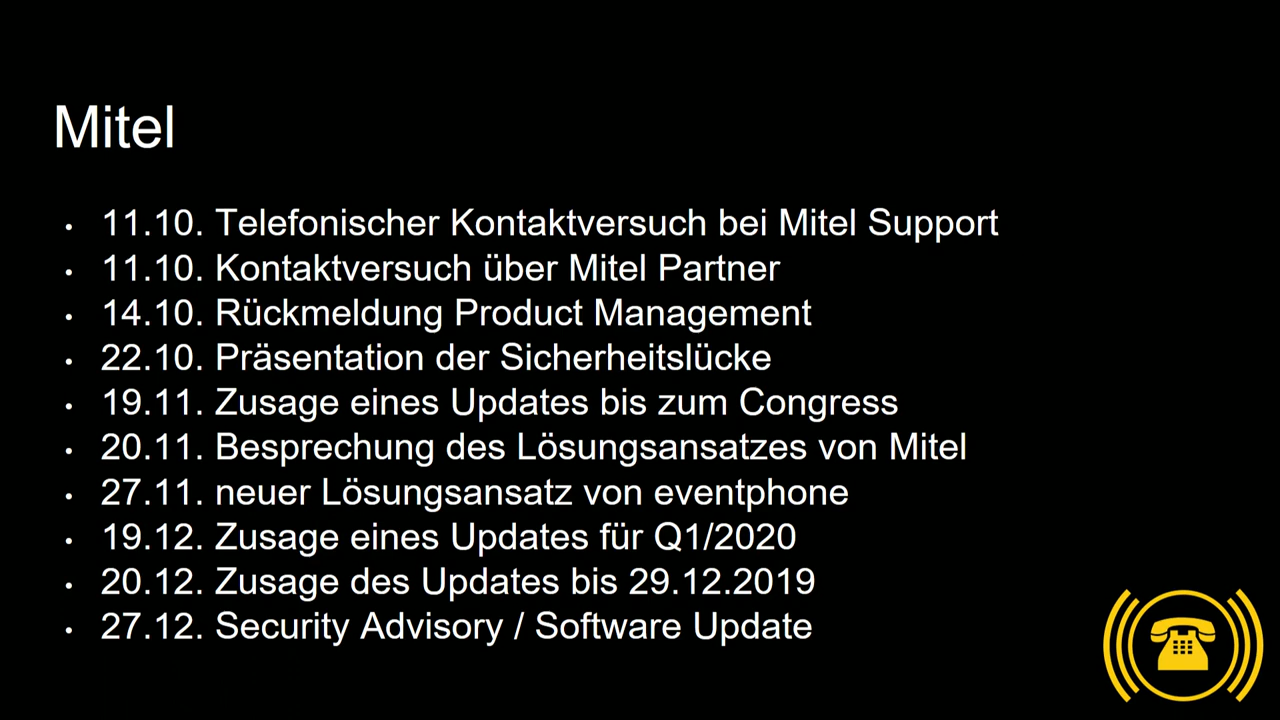 Mitel
• 11.10. Telefonischer Kontaktversuch bei Mitel Support
• 11.10. Kontaktversuch über Mitel Partner
• 14.10. Rückmeldung Product Management
• 22.10. Präsentation der Sicherheitslücke
• 19.11. Zusage eines Updates bis zum Congress
• 20.11. Besprechung des Lösungsansatzes von Mitel
• 27.11. neuer Lösungsansatz von eventphone
• 19.12. Zusage eines Updates für Q1/2020
• 20.12. Zusage des Updates bis 29.12.2019
• 27.12. Security Advisory / Software Update